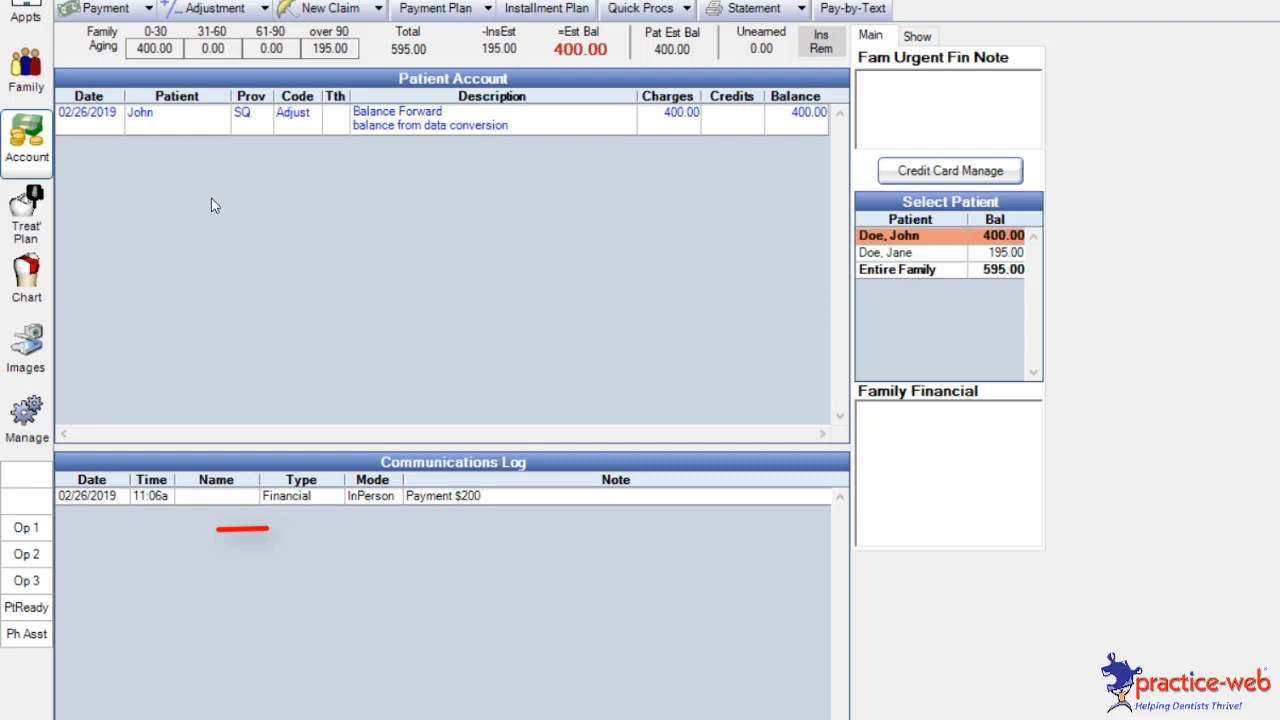 Appts
Payment
Adjustment
New Claim
Payment Plan
Installment Plan
Quick Procs
Statement
Pay-by-Text
Family
Aging
0-30 31-60 61-90 over 90
400.00 0.00 0.00 195.00
Total
595.00
-InsEst
195.00
=Est Bal
400.00
Pat Est Bal
400.00
Unearned
0.00
Ins
Rem
Main Show
Fam Urgent Fin Note
Credit Card Manage
Select Patient
Patient Bal
Doe, John 400.00
Doe, Jane 195.00
Entire Family 595.00
Family Financial
Patient Account
Date Patient Prov Code Tth Description Charges Credits Balance
02/26/2019 John SQ Adjust Balance Forward 400.00 400.00
balance from data conversion
Communications Log
Date Time Name Type Mode Note
02/26/2019 11:06a Financial InPerson Payment $200
Family
Account
Treat'
Plan
Chart
Images
Manage
Op 1
Op 2
Op 3
PtReady
Ph Asst
practice-web
Helping Dentists Thrive!